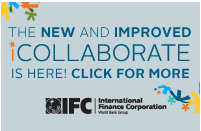 THE NEW AND IMPROVED
iCOLLABORATE
IS HERE! CLICK FOR MORE
IFC International
Finance Corporation
World Bank Group